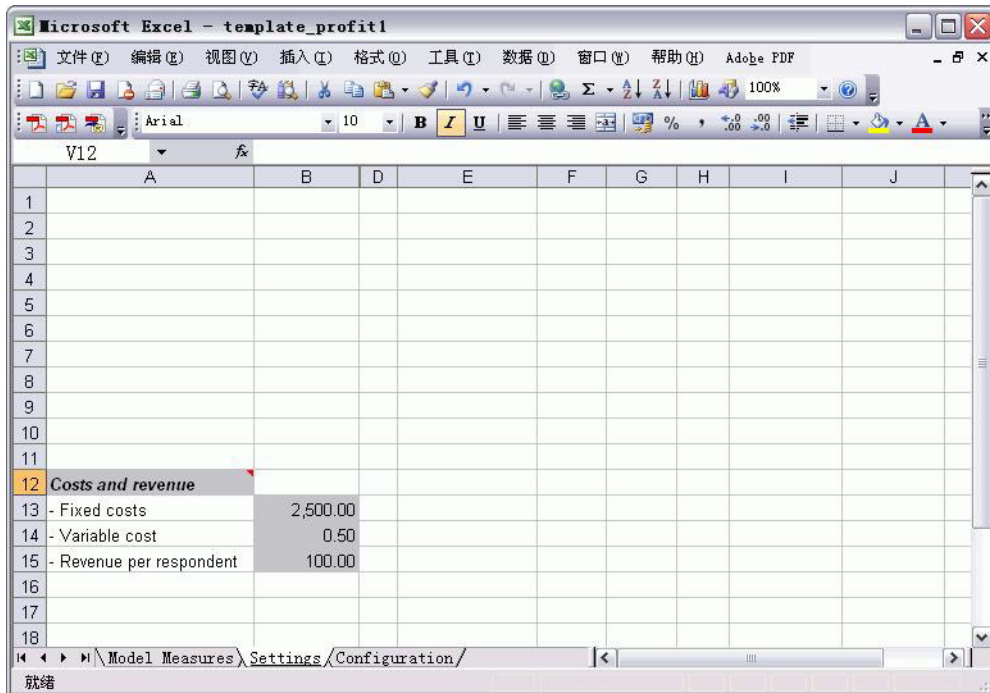 Microsoft Excel - template_profit1
文件(F) 编辑(E) 视图(V) 插入(I) 格式(O) 工具(T) 数据(D) 窗口(W) 帮助(H) Adobe PDF
100%
Arial 10 B I U
V12 fx
A B D E F G H I J
1
2
3
4
5
6
7
8
9
10
11
12 Costs and revenue
13 - Fixed costs 2,500.00
14 - Variable cost 0.50
15 - Revenue per respondent 100.00
16
17
18
Model Measures Settings Configuration
就绪